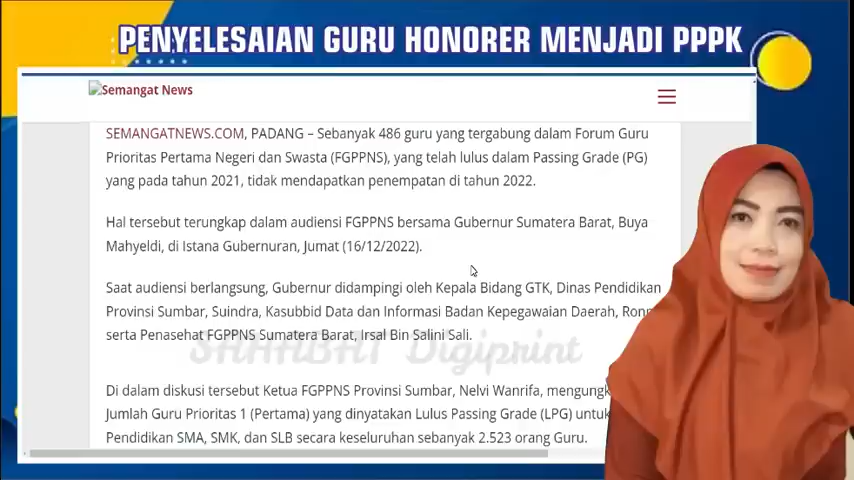 PENYELESAIAN GURU HONORER MENJADI PPPK
Semangat News
SEMANGATNEWS.COM, PADANG – Sebanyak 486 guru yang tergabung dalam Forum Guru
Prioritas Pertama Negeri dan Swasta (FGPPNS), yang telah lulus dalam Passing Grade (PG)
yang pada tahun 2021, tidak mendapatkan penempatan di tahun 2022.
Hal tersebut terungkap dalam audiensi FGPPNS bersama Gubernur Sumatera Barat, Buya
Mahyeldi, di Istana Gubernuran, Jumat (16/12/2022).
Saat audiensi berlangsung, Gubernur didampingi oleh Kepala Bidang GTK, Dinas Pendidikan
Provinsi Sumbar, Suindra, Kasubbid Data dan Informasi Badan Kepegawaian Daerah,
serta Penasehat FGPPNS Sumatera Barat, Irsal Bin Salini Sali.
SAHABAT Digiprint
Di dalam diskusi tersebut Ketua FGPPNS Provinsi Sumbar, Nelvi Wanrifa,
Jumlah Guru Prioritas 1 (Pertama) yang dinyatakan Lulus Passing Grade (LPG) untuk
Pendidikan SMA, SMK, dan SLB secara keseluruhan sebanyak 2.523 orang Guru.